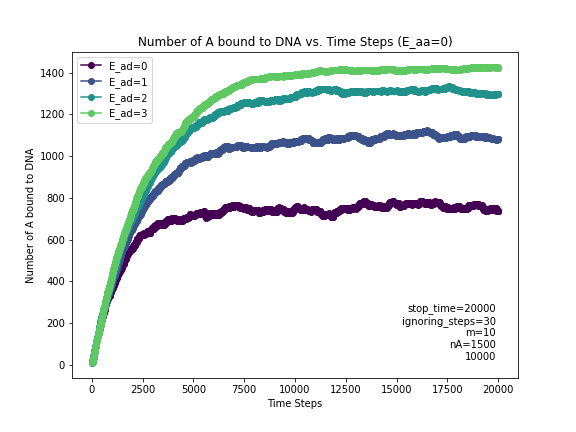 Number of A bound to DNA vs. Time Steps (E_aa=0)
E_ad=0
E_ad=1
E_ad=2
E_ad=3
Number of A bound to DNA
1400
1200
1000
800
600
400
200
0
stop_time=20000
ignoring_steps=30
m=10
nA=1500
10000
0 2500 5000 7500 10000 12500 15000 17500 20000
Time Steps